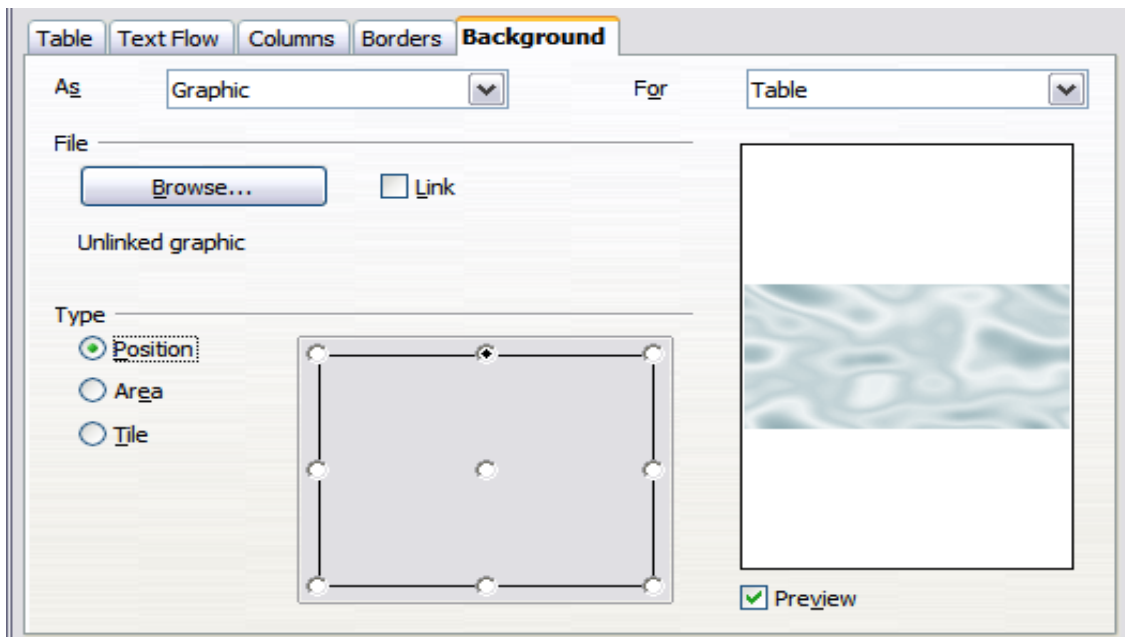 Table Text Flow Columns Borders Background
As Graphic For Table
File
Browse... Link
Unlinked graphic
Type
Position
Area
Tile
Preview